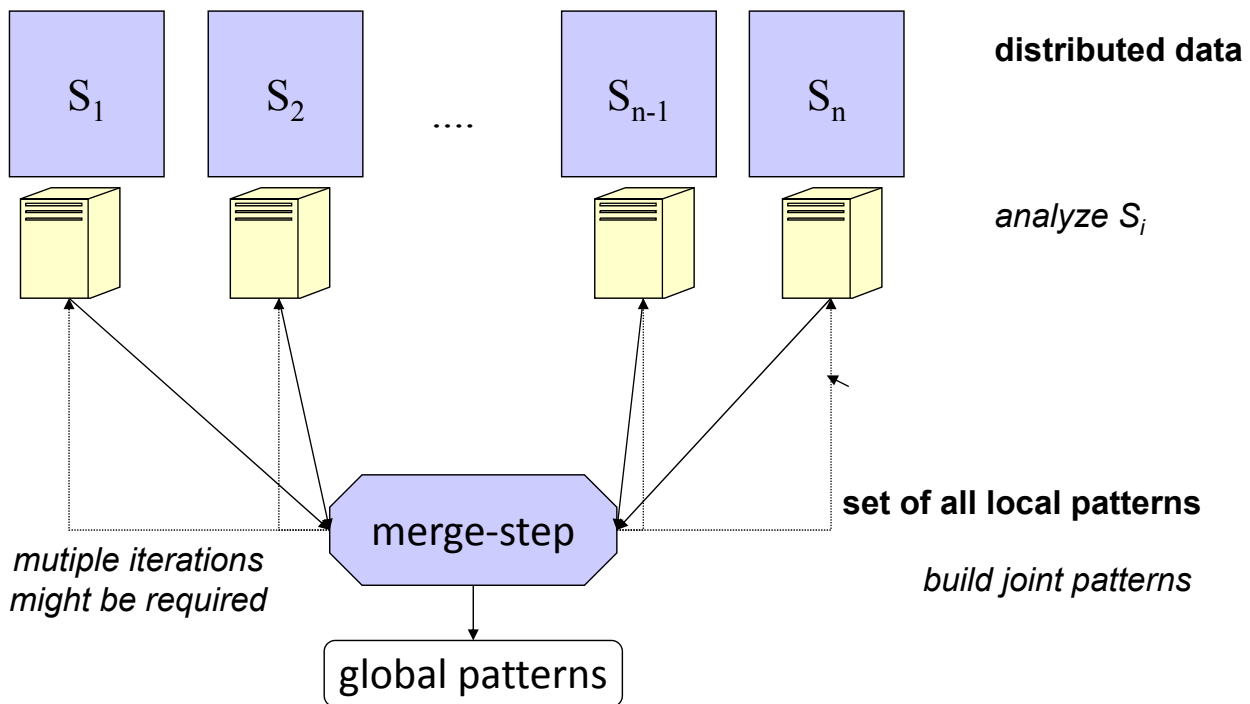 distributed data
S₁ S₂ .... Sₙ₋₁ Sₙ
analyze Sᵢ
set of all local patterns
merge-step
mutiple iterations
might be required
build joint patterns
global patterns